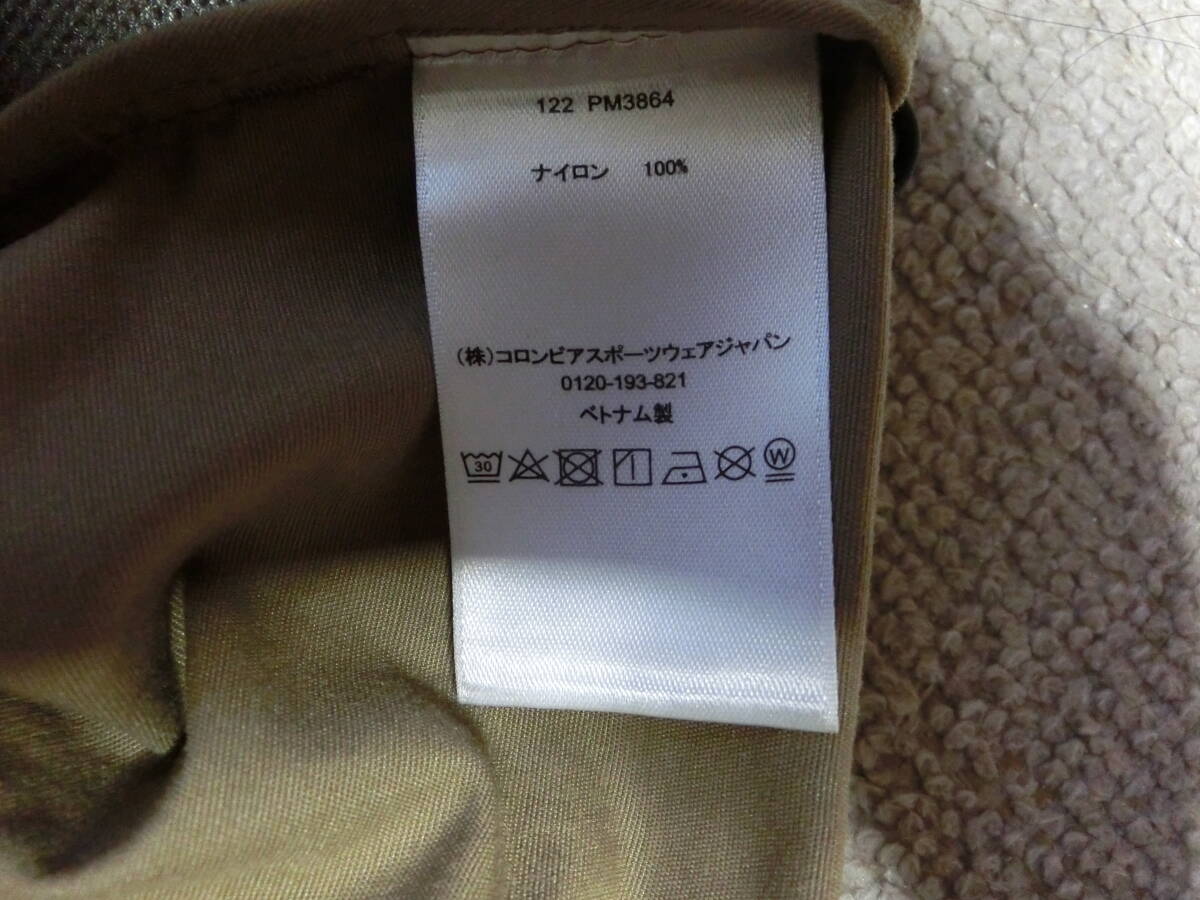 122 PM3864
ナイロン 100%
(株)コロンビアスポーツウェアジャパン
0120-193-821
ベトナム製
30 W